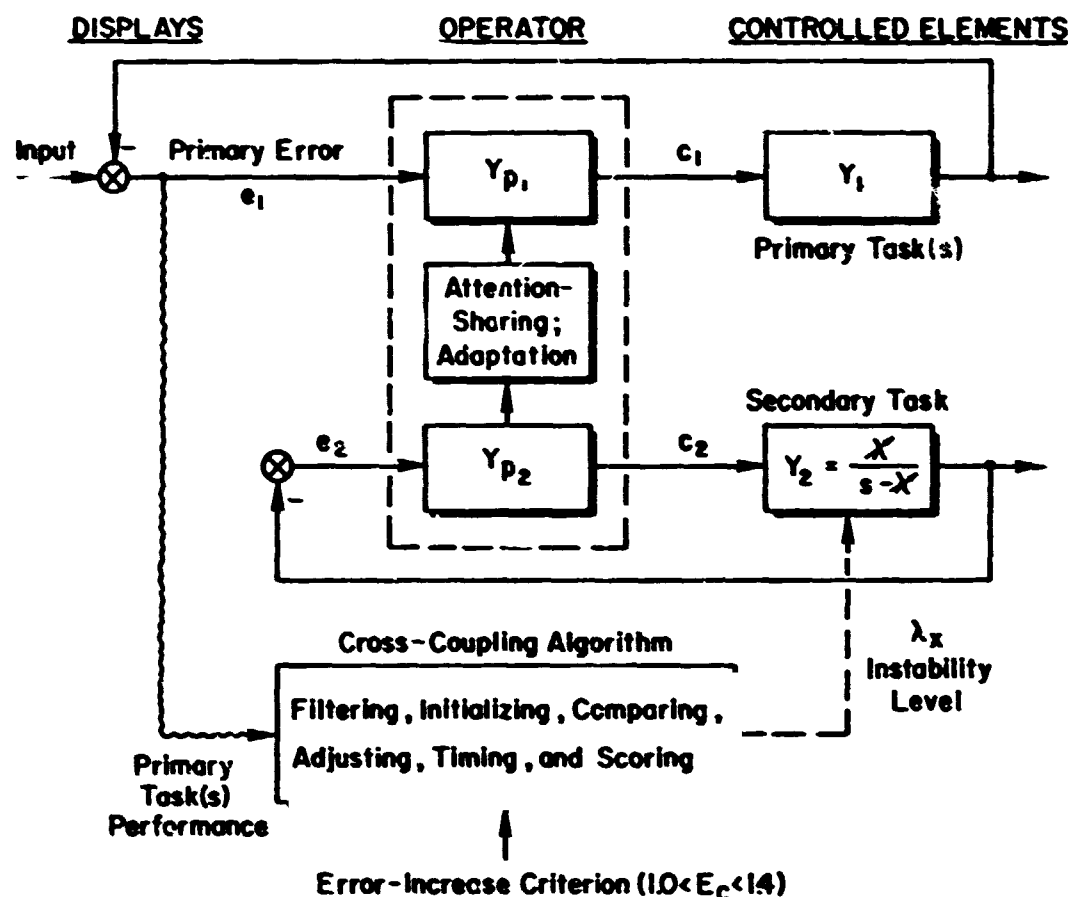 DISPLAYS OPERATOR CONTROLLED ELEMENTS
Input
Primary Error
e₁
Yp₁
c₁
Y₁
Primary Task(s)
Attention-
Sharing;
Adaptation
Secondary Task
e₂
Yp₂
c₂
Y₂ = X / s-X
λx
Instability
Level
Cross-Coupling Algorithm
Filtering, Initializing, Comparing,
Adjusting, Timing, and Scoring
Primary
Task(s)
Performance
Error-Increase Criterion (1.0<Ec<1.4)